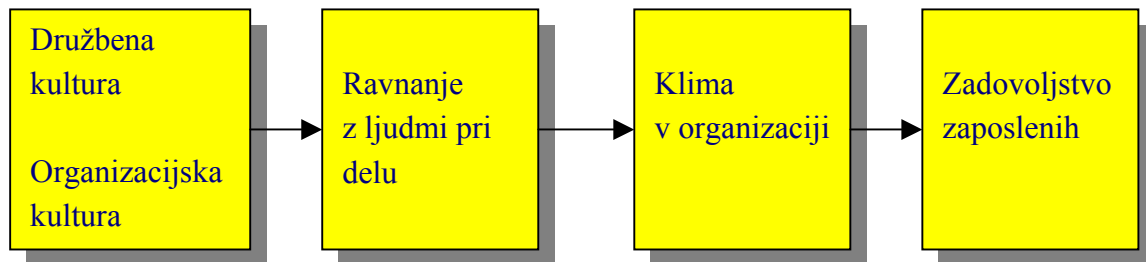 Družbena
kultura
Organizacijska
kultura
Ravnanje
z ljudmi pri
delu
Klima
v organizaciji
Zadovoljstvo
zaposlenih